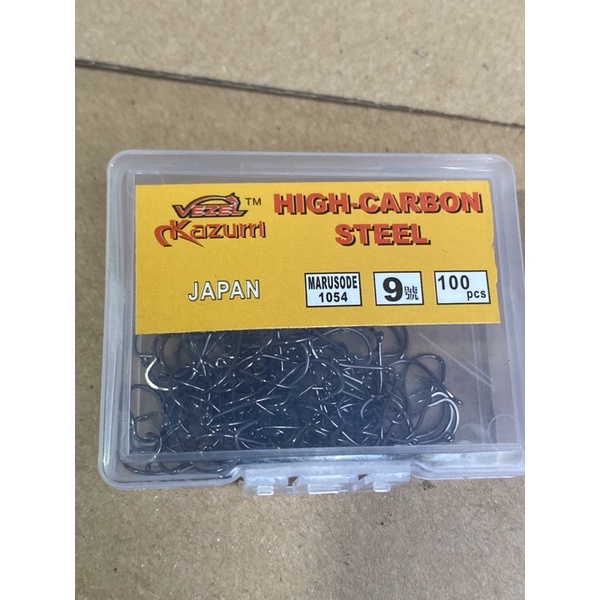 VEZEL™
Kazumi
HIGH-CARBON
STEEL
JAPAN
MARUSODE
1054
9號
100
pcs